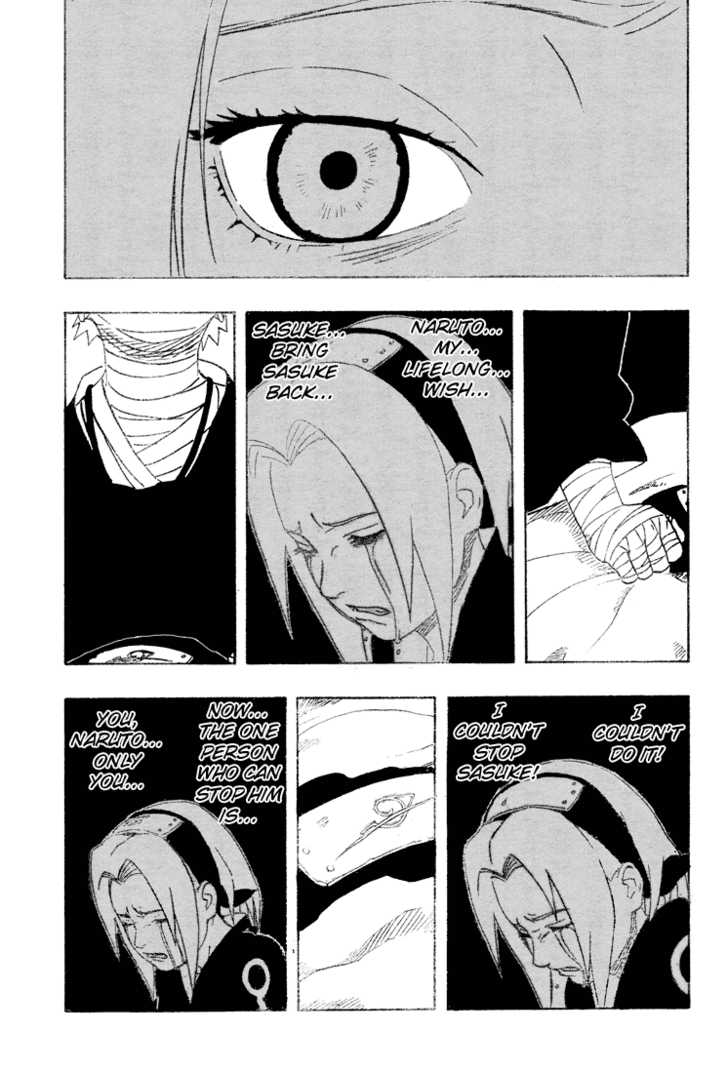 NARUTO...
MY...
LIFELONG...
WISH...
SASUKE...
BRING
SASUKE
BACK...
I
COULDN'T
DO IT!
I
COULDN'T
STOP
SASUKE!
NOW...
THE ONE
PERSON
WHO CAN
STOP HIM
IS...
YOU,
NARUTO...
ONLY
YOU...